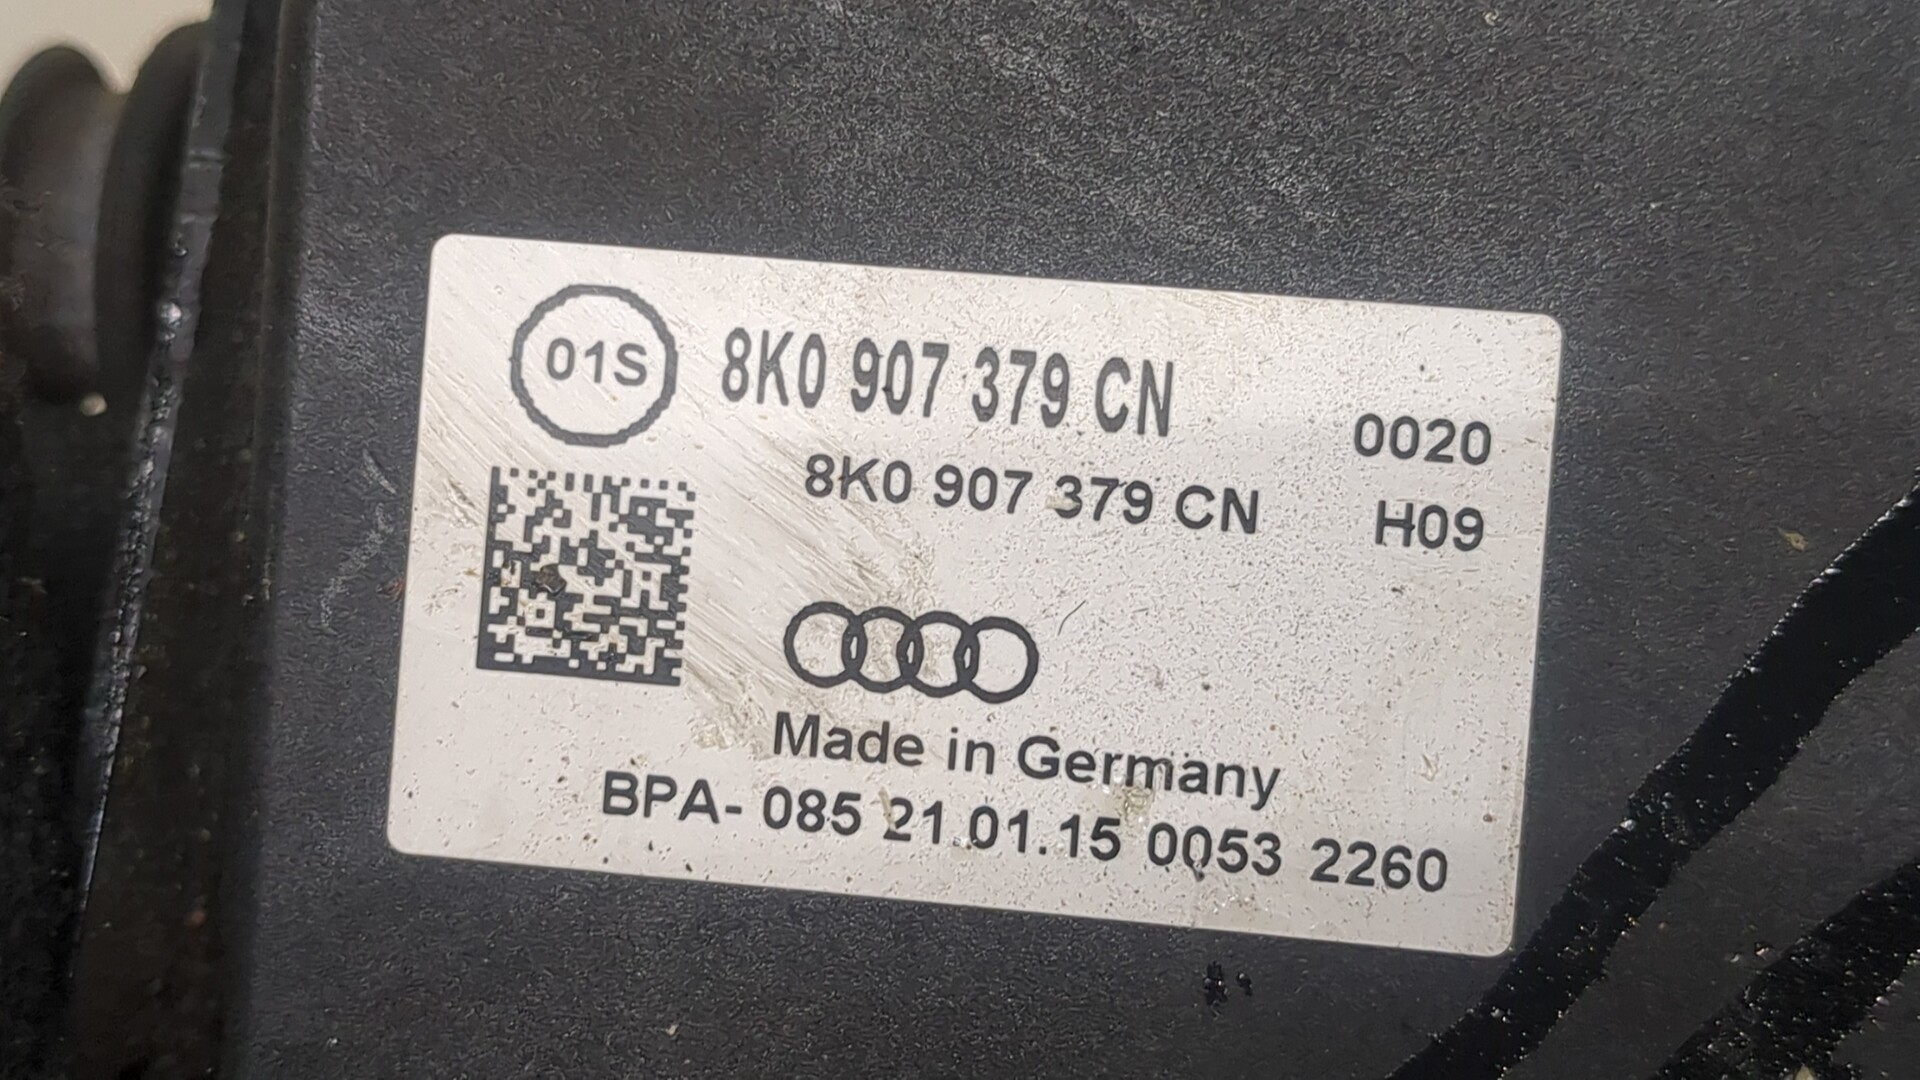 01S 8K0 907 379 CN 0020
8K0 907 379 CN H09
Made in Germany
BPA- 085 21.01.15 0053 2260